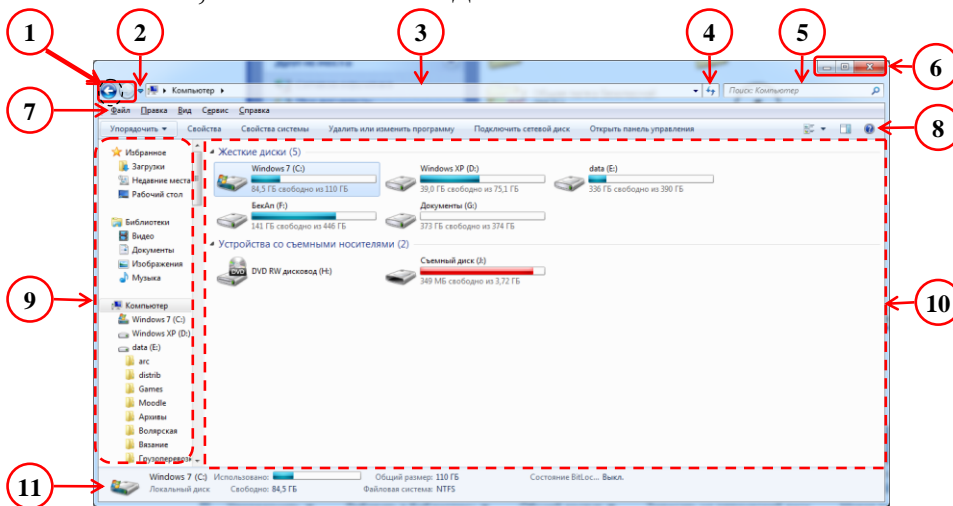 1 2 3 4 5 6
Компьютер
Поиск: Компьютер
7
Файл Правка Вид Сервис Справка
Упорядочить Свойства Свойства системы Удалить или изменить программу Подключить сетевой диск Открыть панель управления
8
Избранное
Загрузки
Недавние места
Рабочий стол
Библиотеки
Видео
Документы
Изображения
Музыка
9
Компьютер
Windows 7 (C:)
Windows XP (D:)
data (E:)
arc
distrib
Games
Moodle
Архивы
Волярская
Вязание
Грузоперевоз
Жесткие диски (5)
Windows 7 (C:)
84,5 ГБ свободно из 110 ГБ
Windows XP (D:)
39,0 ГБ свободно из 75,1 ГБ
data (E:)
336 ГБ свободно из 390 ГБ
БекАп (F:)
141 ГБ свободно из 446 ГБ
Документы (G:)
373 ГБ свободно из 374 ГБ
Устройства со съемными носителями (2)
DVD RW дисковод (H:)
Съемный диск (J:)
349 МБ свободно из 3,72 ГБ
10
11
Windows 7 (C:) Использовано: Общий размер: 110 ГБ Состояние BitLoc... Выкл.
Локальный диск Свободно: 84,5 ГБ Файловая система: NTFS